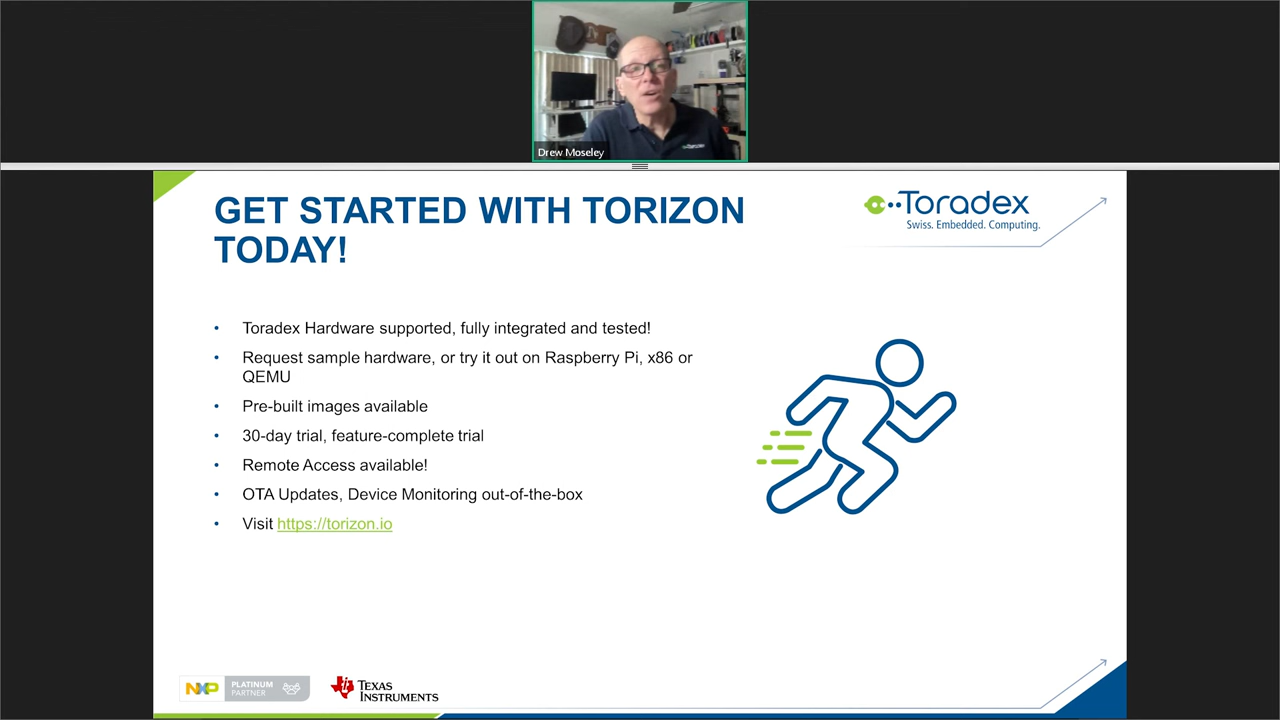 Drew Moseley
GET STARTED WITH TORIZON
TODAY!
Toradex
Swiss. Embedded. Computing.
• Toradex Hardware supported, fully integrated and tested!
• Request sample hardware, or try it out on Raspberry Pi, x86 or
QEMU
• Pre-built images available
• 30-day trial, feature-complete trial
• Remote Access available!
• OTA Updates, Device Monitoring out-of-the-box
• Visit https://torizon.io
NXP
PLATINUM
PARTNER
TEXAS
INSTRUMENTS